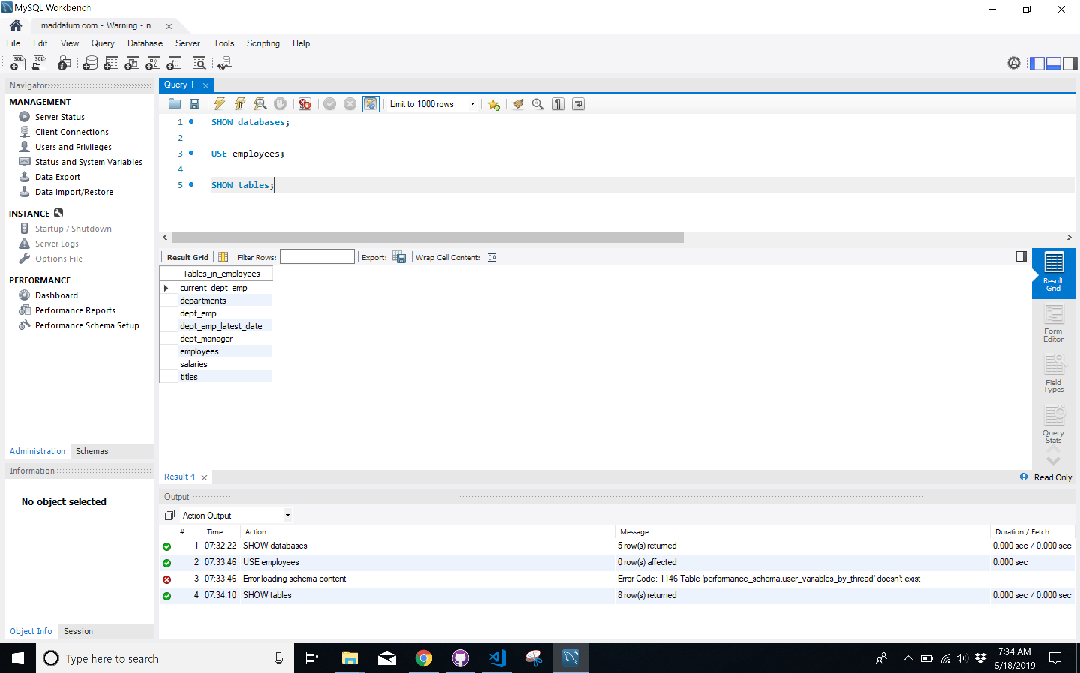 MySQL Workbench
maddatum.com - Warning - n
File Edit View Query Database Server Tools Scripting Help
Navigator
MANAGEMENT
Server Status
Client Connections
Users and Privileges
Status and System Variables
Data Export
Data Import/Restore
INSTANCE
Startup / Shutdown
Server Logs
Options File
PERFORMANCE
Dashboard
Performance Reports
Performance Schema Setup
Administration Schemas
Information
No object selected
Object Info Session
Query 1
Limit to 1000 rows
1 SHOW databases;
2
3 USE employees;
4
5 SHOW tables;
Result Grid Filter Rows: Export: Wrap Cell Content:
Tables_in_employees
current_dept_emp
departments
dept_emp
dept_emp_latest_date
dept_manager
employees
salaries
titles
Result Grid
Form Editor
Field Types
Query Stats
Result 4
Read Only
Output
Action Output
# Time Action Message Duration / Fetch
1 07:32:22 SHOW databases 5 row(s) returned 0.000 sec / 0.000 sec
2 07:33:46 USE employees 0 row(s) affected 0.000 sec
3 07:33:46 Error loading schema content Error Code: 1146 Table 'performance_schema.user_variables_by_thread' doesn't exist
4 07:34:10 SHOW tables 8 row(s) returned 0.000 sec / 0.000 sec
Type here to search
7:34 AM
5/18/2019